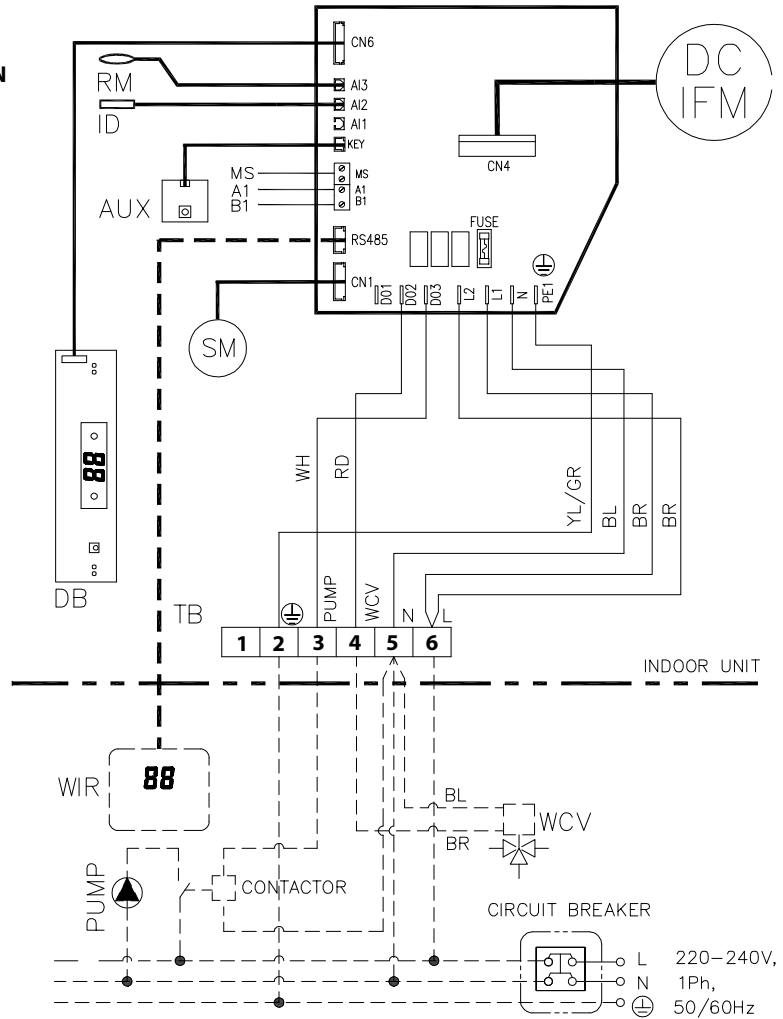 N
CN6
DC
IFM
RM
AI3
ID
AI2
AI1
KEY
CN4
MS
MS
AUX
A1
A1
B1
B1
FUSE
RS485
CN1
DO1
DO2
DO3
L2
L1
N
PE1
SM
88
WH
RD
YL/GR
BL
BR
BR
DB
TB
PUMP
WCV
N
L
1 2 3 4 5 6
INDOOR UNIT
WIR
88
BL
WCV
BR
PUMP
CONTACTOR
CIRCUIT BREAKER
L 220-240V,
N 1Ph,
50/60Hz